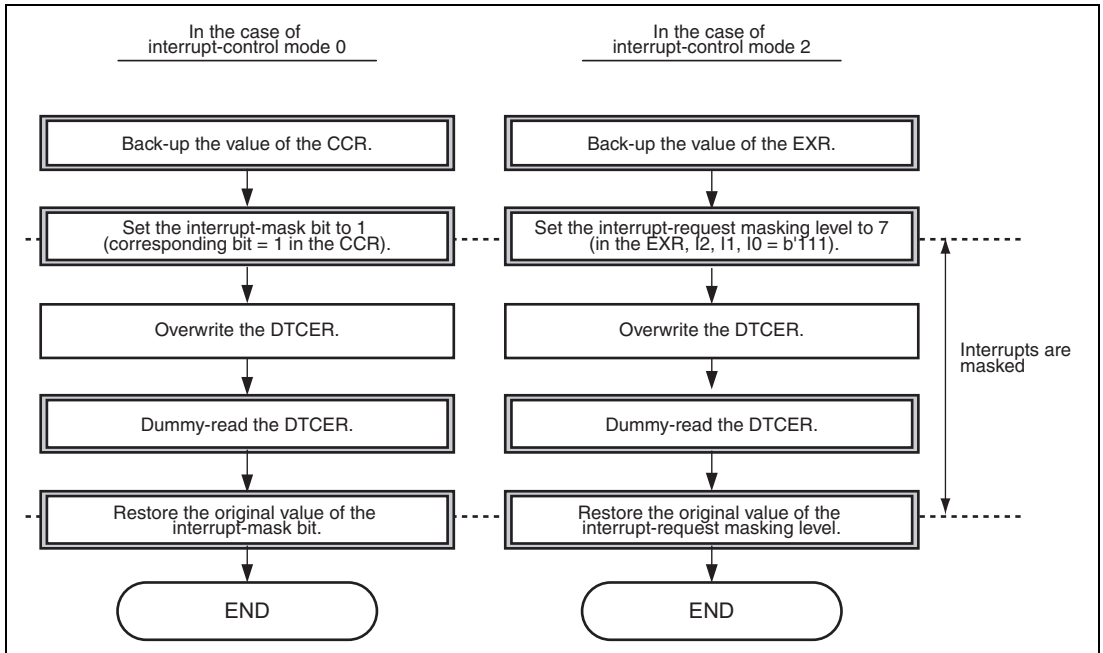 In the case of
interrupt-control mode 0
Back-up the value of the CCR.
Set the interrupt-mask bit to 1
(corresponding bit = 1 in the CCR).
Overwrite the DTCER.
Dummy-read the DTCER.
Restore the original value of the
interrupt-mask bit.
END
In the case of
interrupt-control mode 2
Back-up the value of the EXR.
Set the interrupt-request masking level to 7
(in the EXR, I2, I1, I0 = b'111).
Overwrite the DTCER.
Dummy-read the DTCER.
Restore the original value of the
interrupt-request masking level.
END
Interrupts are
masked